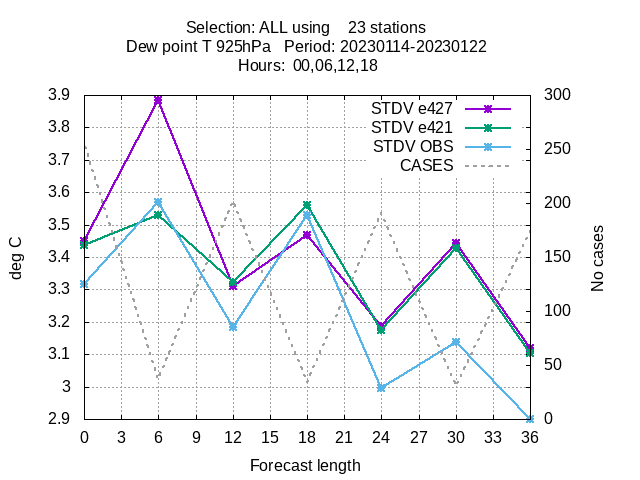 Selection: ALL using 23 stations
Dew point T 925hPa Period: 20230114-20230122
Hours: 00,06,12,18
3.9 300
STDV e427
3.8 STDV e421
250
3.7 STDV OBS
CASES
3.6 200
3.5
3.4 150
3.3
100
3.2
3.1 50
3
2.9 0
deg C
No cases
0 3 6 9 12 15 18 21 24 27 30 33 36
Forecast length